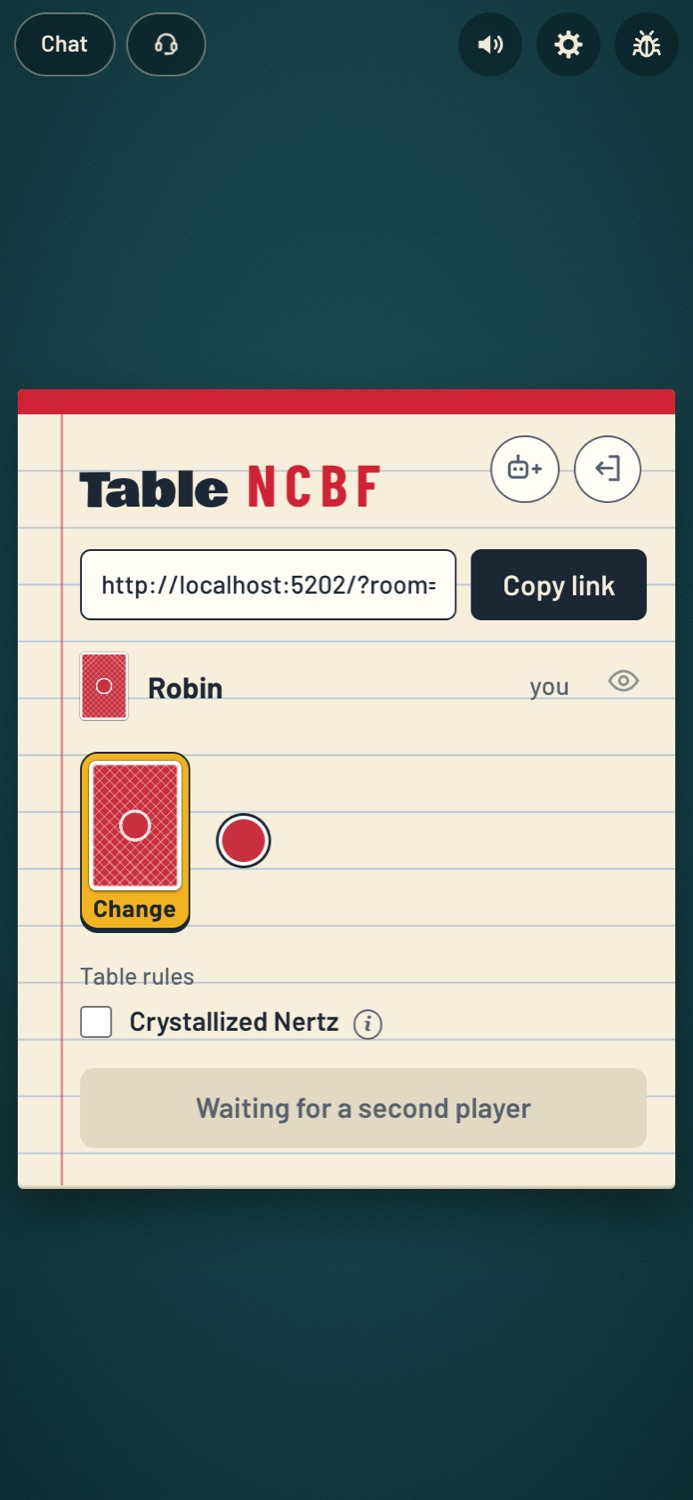 Chat
Table NCBF
http://localhost:5202/?room=
Copy link
Robin
you
Change
Table rules
Crystallized Nertz i
Waiting for a second player